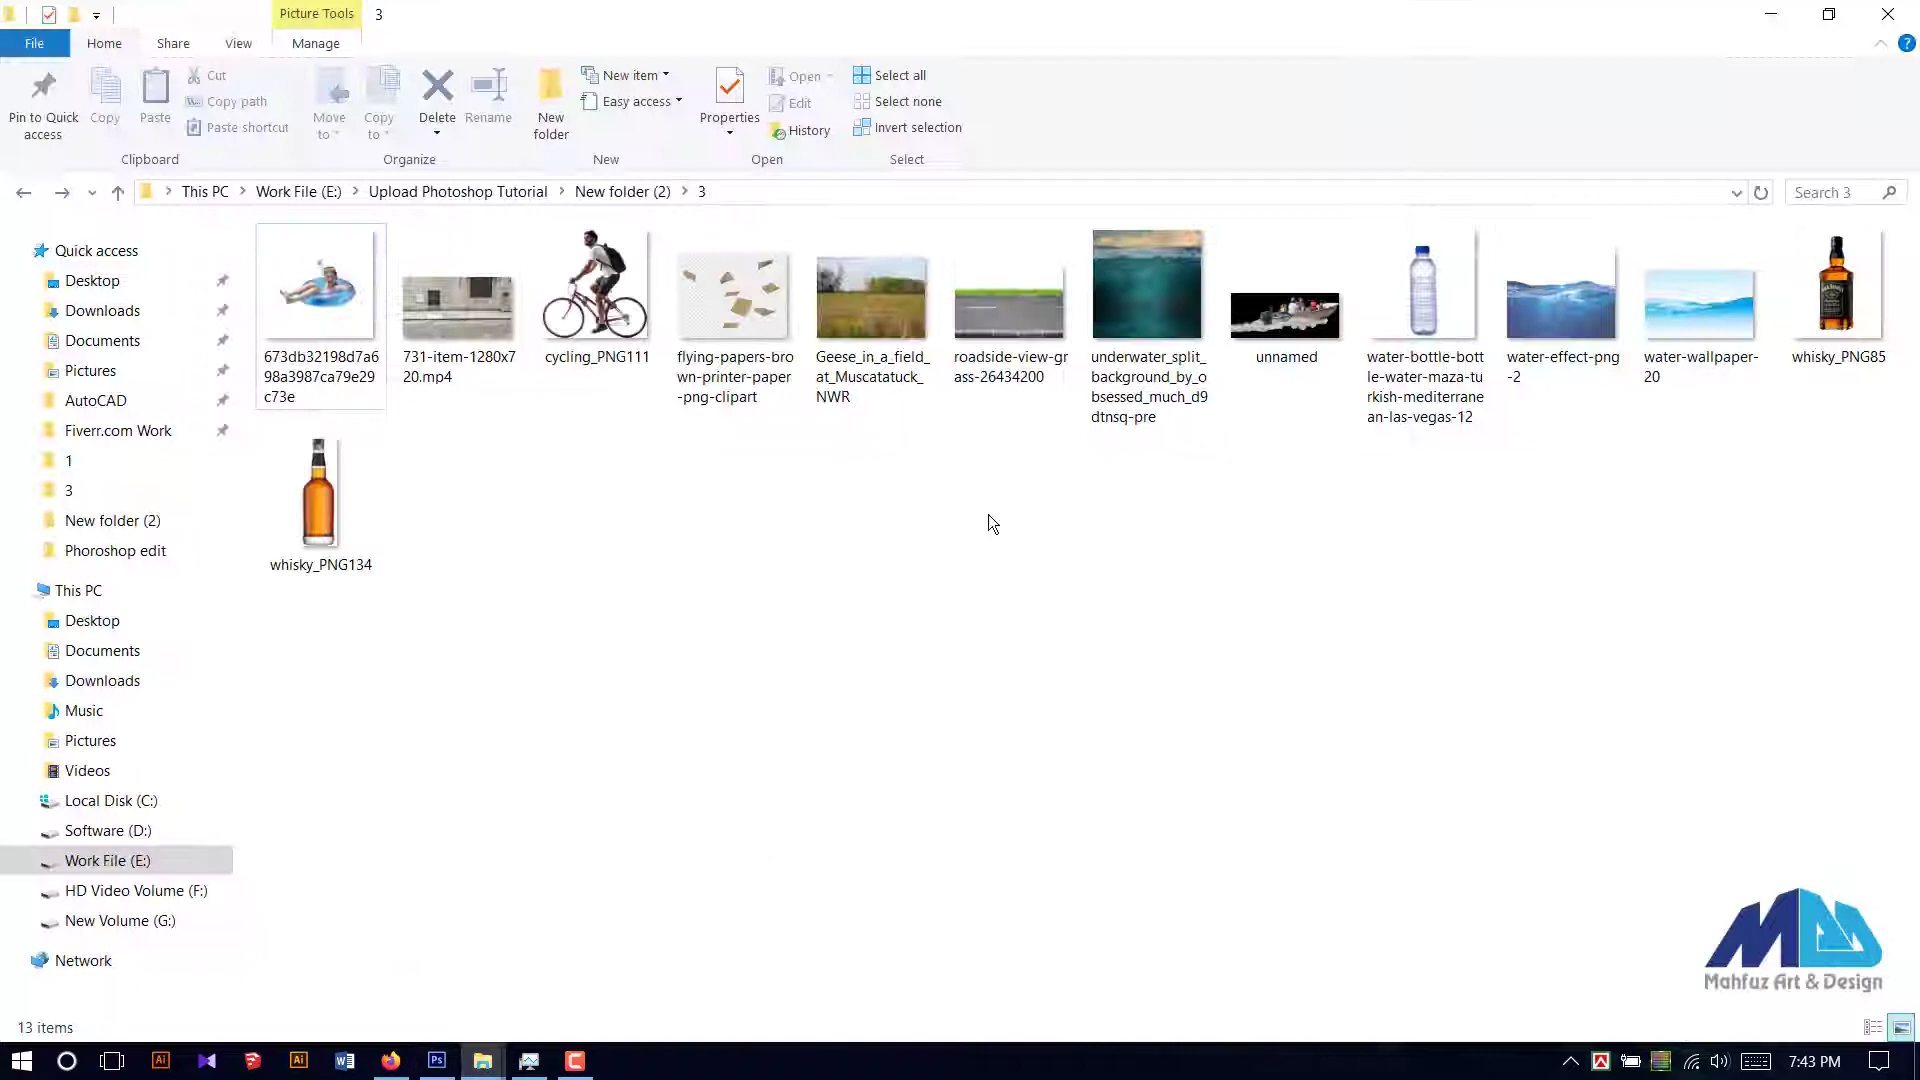 Picture Tools
3
File
Home
Share
View
Manage
Pin to Quick
access
Copy
Paste
Cut
Copy path
Paste shortcut
Clipboard
Move
to
Copy
to
Delete
Rename
Organize
New
folder
New item
Easy access
New
Properties
Open
Edit
History
Open
Select all
Select none
Invert selection
Select
This PC
Work File (E:)
Upload Photoshop Tutorial
New folder (2)
3
Search 3
Quick access
Desktop
Downloads
Documents
Pictures
AutoCAD
Fiverr.com Work
1
3
New folder (2)
Phoroshop edit
This PC
Desktop
Documents
Downloads
Music
Pictures
Videos
Local Disk (C:)
Software (D:)
Work File (E:)
HD Video Volume (F:)
New Volume (G:)
Network
673db32198d7a6
98a3987ca79e29
c73e
731-item-1280x7
20.mp4
cycling_PNG111
flying-papers-bro
wn-printer-paper
-png-clipart
Geese_in_a_field_
at_Muscatatuck_
NWR
roadside-view-gr
ass-26434200
underwater_split_
background_by_o
bsessed_much_d9
dtnsq-pre
unnamed
water-bottle-bott
le-water-maza-tu
rkish-mediterrane
an-las-vegas-12
water-effect-png
-2
water-wallpaper-
20
whisky_PNG85
whisky_PNG134
Mahfuz Art & Design
13 items
Ai
Ai
Ps
7:43 PM